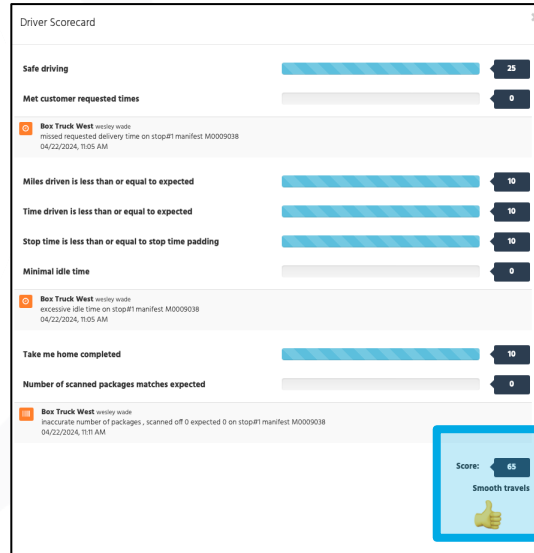 Driver Scorecard
Safe driving 25
Met customer requested times 0
Box Truck West wesley wade
missed requested delivery time on stop#1 manifest M0009038
04/22/2024, 11:05 AM
Miles driven is less than or equal to expected 10
Time driven is less than or equal to expected 10
Stop time is less than or equal to stop time padding 10
Minimal idle time 0
Box Truck West wesley wade
excessive idle time on stop#1 manifest M0009038
04/22/2024, 11:05 AM
Take me home completed 10
Number of scanned packages matches expected 0
Box Truck West wesley wade
inaccurate number of packages , scanned off 0 expected 0 on stop#1 manifest M0009038
04/22/2024, 11:11 AM
Score: 65
Smooth travels